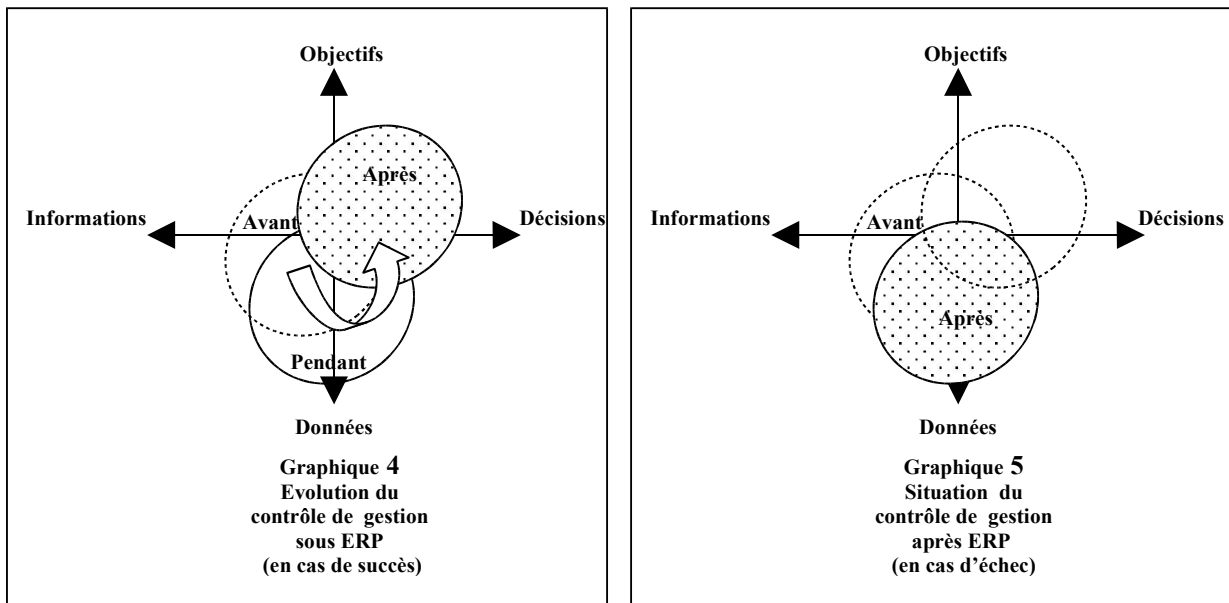 Objectifs
Après
Informations
Avant
Décisions
Pendant
Données
Graphique 4
Evolution du
contrôle de gestion
sous ERP
(en cas de succès)
Objectifs
Informations
Avant
Décisions
Après
Données
Graphique 5
Situation du
contrôle de gestion
après ERP
(en cas d'échec)